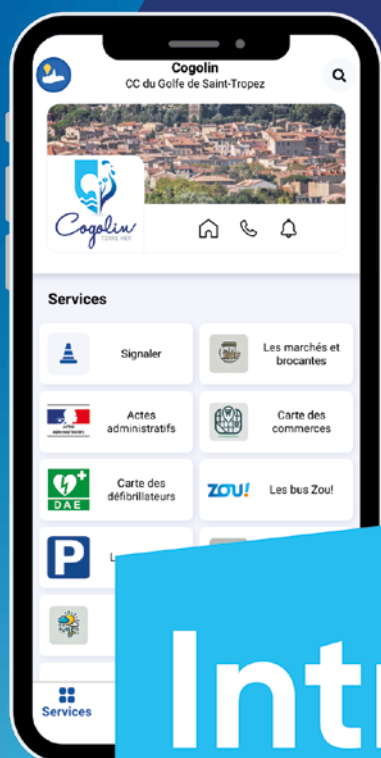 Cogolin
CC du Golfe de Saint-Tropez
Cogolin
Services
Signaler
Les marchés et
brocantes
Actes
administratifs
Carte des
commerces
DAE
Carte des
défibrillateurs
ZOU!
Les bus Zou!
P
Services